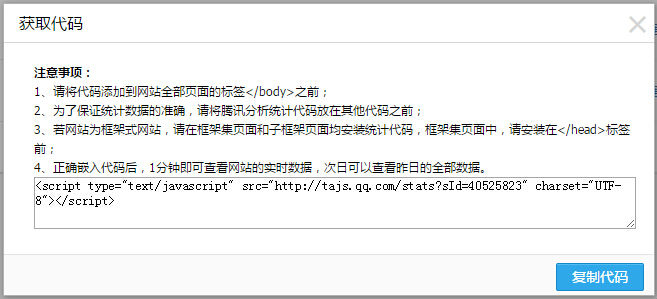 获取代码
注意事项：
1、请将代码添加到网站全部页面的标签</body>之前；
2、为了保证统计数据的准确，请将腾讯分析统计代码放在其他代码之前；
3、若网站为框架式网站，请在框架集页面和子框架页面均安装统计代码，框架集页面中，请安装在</head>标签
前；
4、正确嵌入代码后，1分钟即可查看网站的实时数据，次日可以查看昨日的全部数据。
<script type="text/javascript" src="http://tajs.qq.com/stats?sId=40525823" charset="UTF-
8"></script>
复制代码